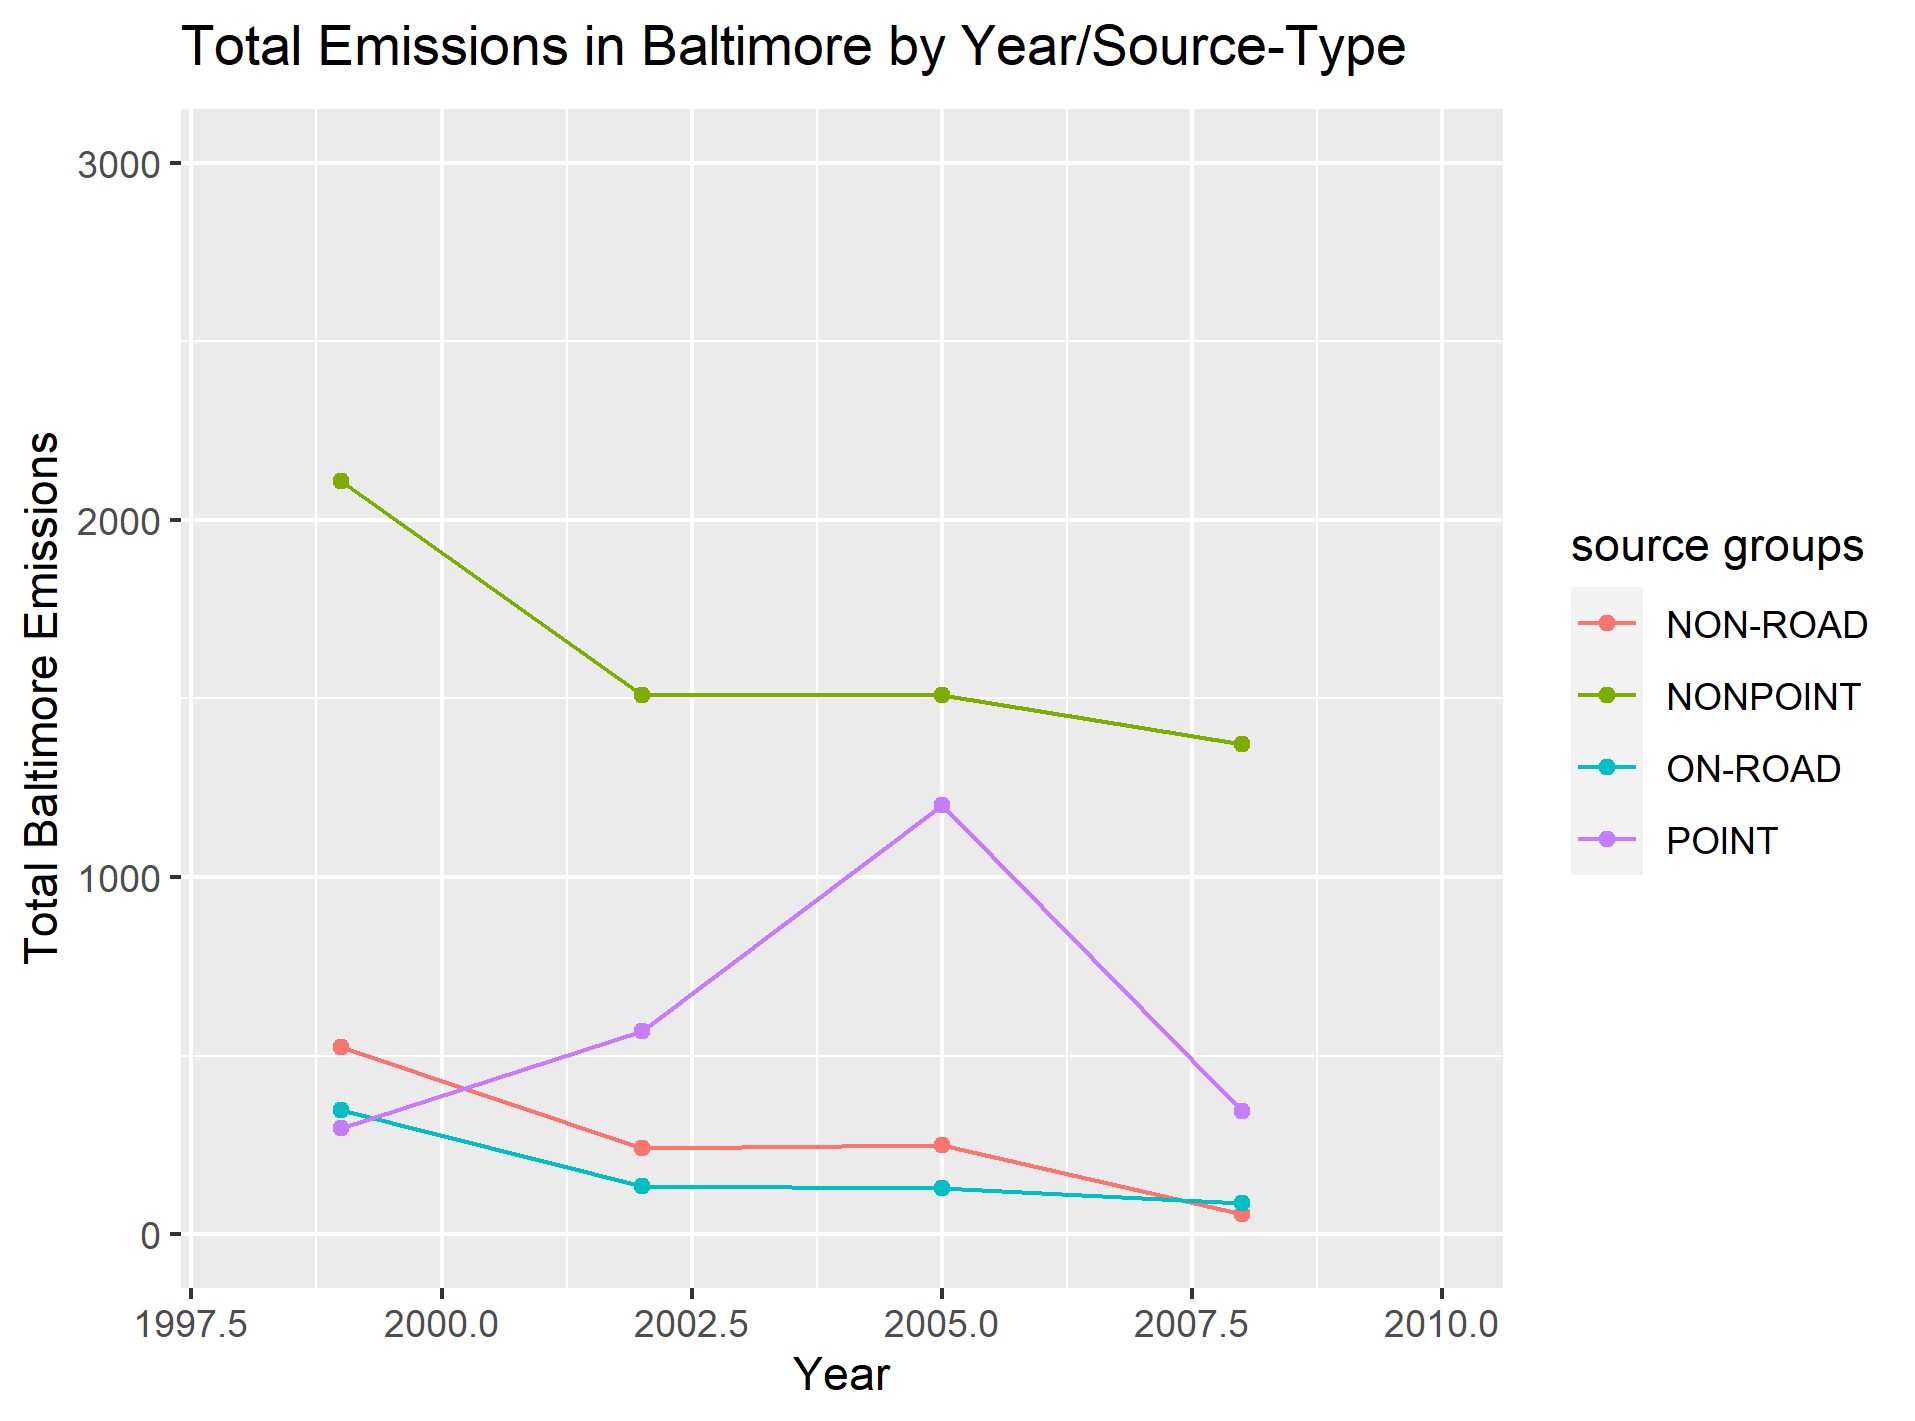 Total Emissions in Baltimore by Year/Source-Type
Total Baltimore Emissions
3000
2000
1000
0
1997.5
2000.0
2002.5
2005.0
2007.5
2010.0
Year
source groups
NON-ROAD
NONPOINT
ON-ROAD
POINT